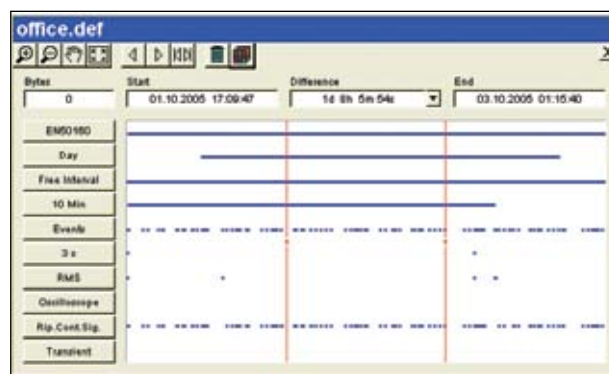 office.def
Bytes Start Difference End
0 01.10.2005 17:09:47 1d 8h 5m 54s 03.10.2005 01:15:40
EN50160
Day
Free Interval
10 Min
Events
3 s
RMS
Oscilloscope
Rip.Cont.Sig.
Transient